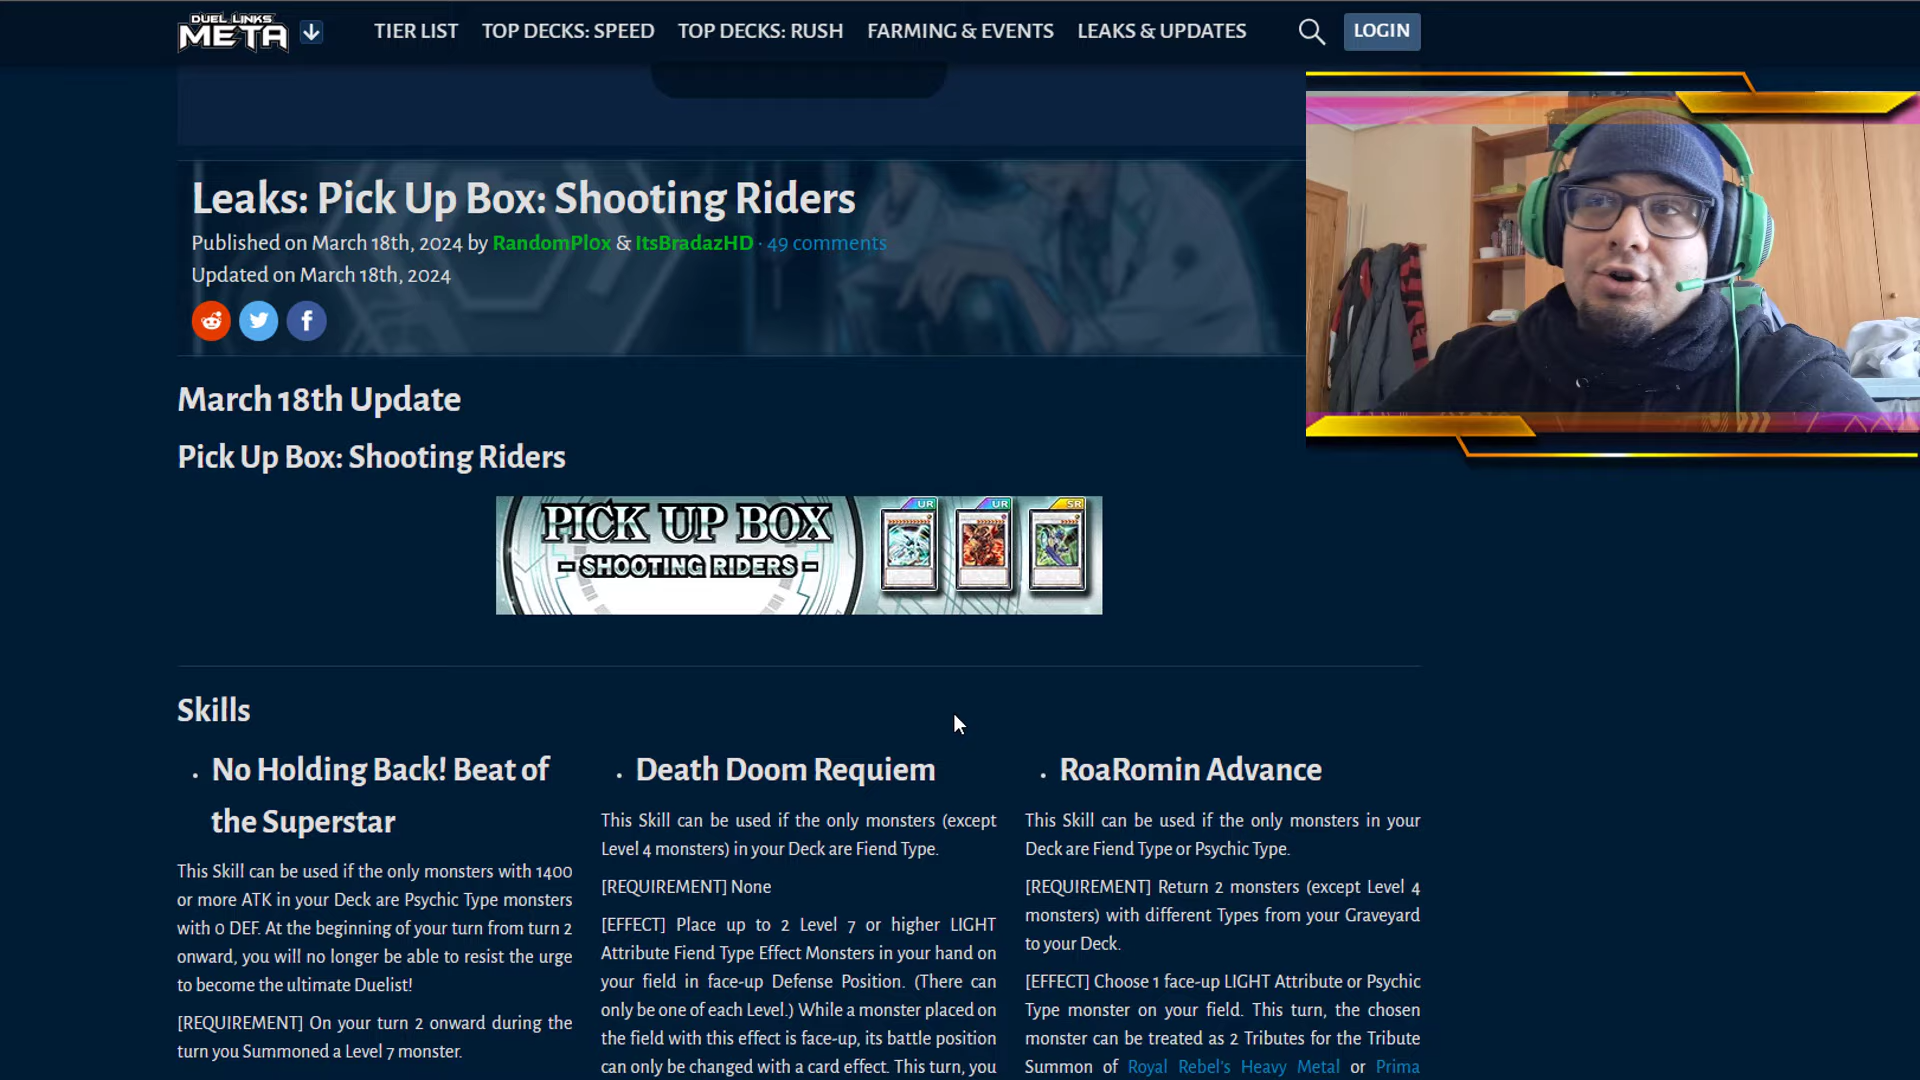 DUEL LINKS
META
TIER LIST
TOP DECKS: SPEED
TOP DECKS: RUSH
FARMING & EVENTS
LEAKS & UPDATES
LOGIN
Leaks: Pick Up Box: Shooting Riders
Published on March 18th, 2024 by RandomPl0x & ItsBradazHD · 49 comments
Updated on March 18th, 2024
March 18th Update
Pick Up Box: Shooting Riders
PICK UP BOX
- SHOOTING RIDERS -
UR
UR
SR
Skills
• No Holding Back! Beat of
the Superstar
This Skill can be used if the only monsters with 1400
or more ATK in your Deck are Psychic Type monsters
with 0 DEF. At the beginning of your turn from turn 2
onward, you will no longer be able to resist the urge
to become the ultimate Duelist!
[REQUIREMENT] On your turn 2 onward during the
turn you Summoned a Level 7 monster.
• Death Doom Requiem
This Skill can be used if the only monsters (except
Level 4 monsters) in your Deck are Fiend Type.
[REQUIREMENT] None
[EFFECT] Place up to 2 Level 7 or higher LIGHT
Attribute Fiend Type Effect Monsters in your hand on
your field in face-up Defense Position. (There can
only be one of each Level.) While a monster placed on
the field with this effect is face-up, its battle position
can only be changed with a card effect. This turn, you
• RoaRomin Advance
This Skill can be used if the only monsters in your
Deck are Fiend Type or Psychic Type.
[REQUIREMENT] Return 2 monsters (except Level 4
monsters) with different Types from your Graveyard
to your Deck.
[EFFECT] Choose 1 face-up LIGHT Attribute or Psychic
Type monster on your field. This turn, the chosen
monster can be treated as 2 Tributes for the Tribute
Summon of Royal Rebel's Heavy Metal or Prima